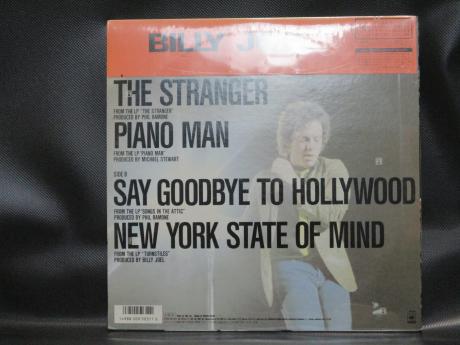 BILLY JOEL
THE STRANGER
FROM THE LP "THE STRANGER"
PRODUCED BY PHIL RAMONE
PIANO MAN
FROM THE LP "PIANO MAN"
PRODUCED BY MICHAEL STEWART
SIDE B
SAY GOODBYE TO HOLLYWOOD
FROM THE LP "SONGS IN THE ATTIC"
PRODUCED BY PHIL RAMONE
NEW YORK STATE OF MIND
FROM THE LP "TURNSTILES"
PRODUCED BY BILLY JOEL